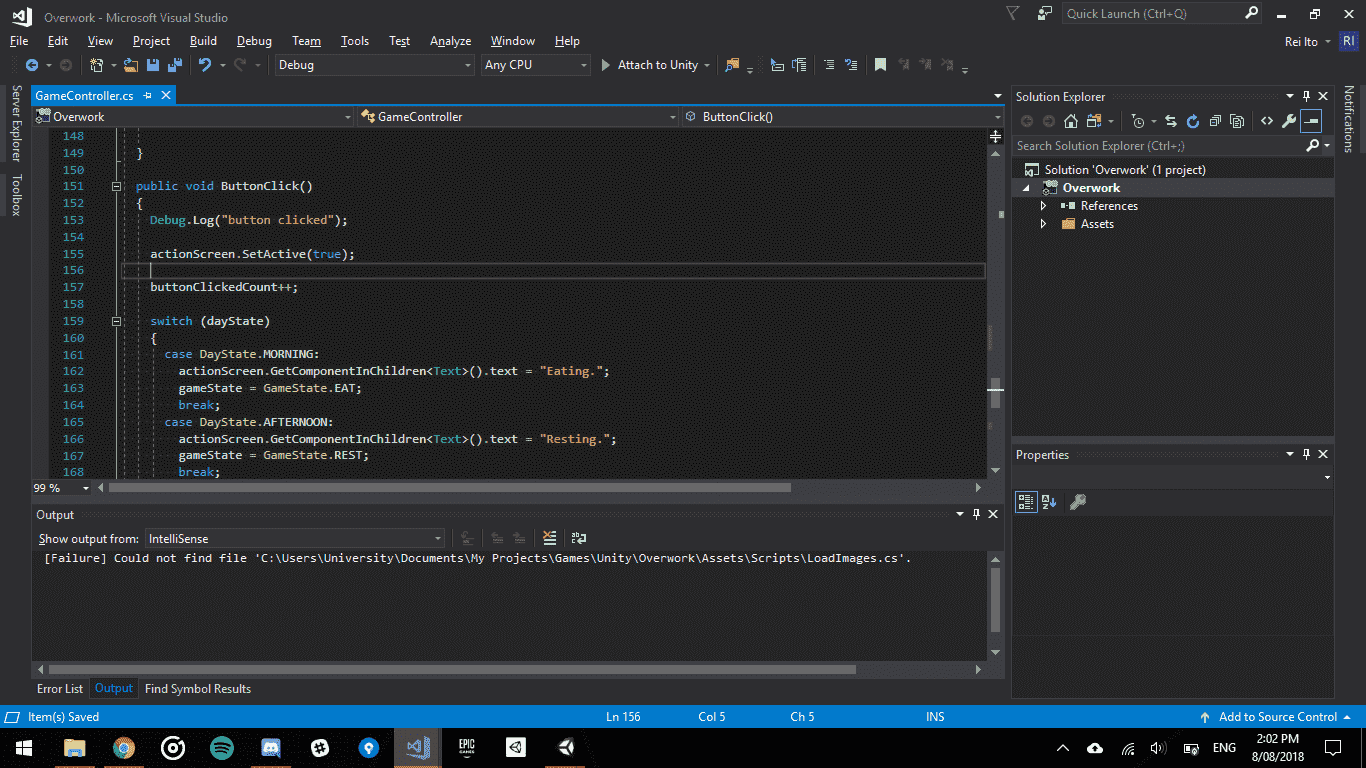 Overwork - Microsoft Visual Studio
Quick Launch (Ctrl+Q)
File Edit View Project Build Debug Team Tools Test Analyze Window Help
Rei Ito RI
Debug Any CPU Attach to Unity
Server Explorer
Toolbox
GameController.cs
Overwork GameController ButtonClick()
148
149 }
150
151 public void ButtonClick()
152 {
153 Debug.Log("button clicked");
154
155 actionScreen.SetActive(true);
156
157 buttonClickedCount++;
158
159 switch (dayState)
160 {
161 case DayState.MORNING:
162 actionScreen.GetComponentInChildren<Text>().text = "Eating.";
163 gameState = GameState.EAT;
164 break;
165 case DayState.AFTERNOON:
166 actionScreen.GetComponentInChildren<Text>().text = "Resting.";
167 gameState = GameState.REST;
168 break;
99 %
Output
Show output from: IntelliSense
[Failure] Could not find file 'C:\Users\University\Documents\My Projects\Games\Unity\Overwork\Assets\Scripts\LoadImages.cs'.
Error List Output Find Symbol Results
Solution Explorer
Search Solution Explorer (Ctrl+;)
Solution 'Overwork' (1 project)
Overwork
References
Assets
Properties
Notifications
Item(s) Saved Ln 156 Col 5 Ch 5 INS Add to Source Control
EPIC GAMES
ENG
2:02 PM
8/08/2018